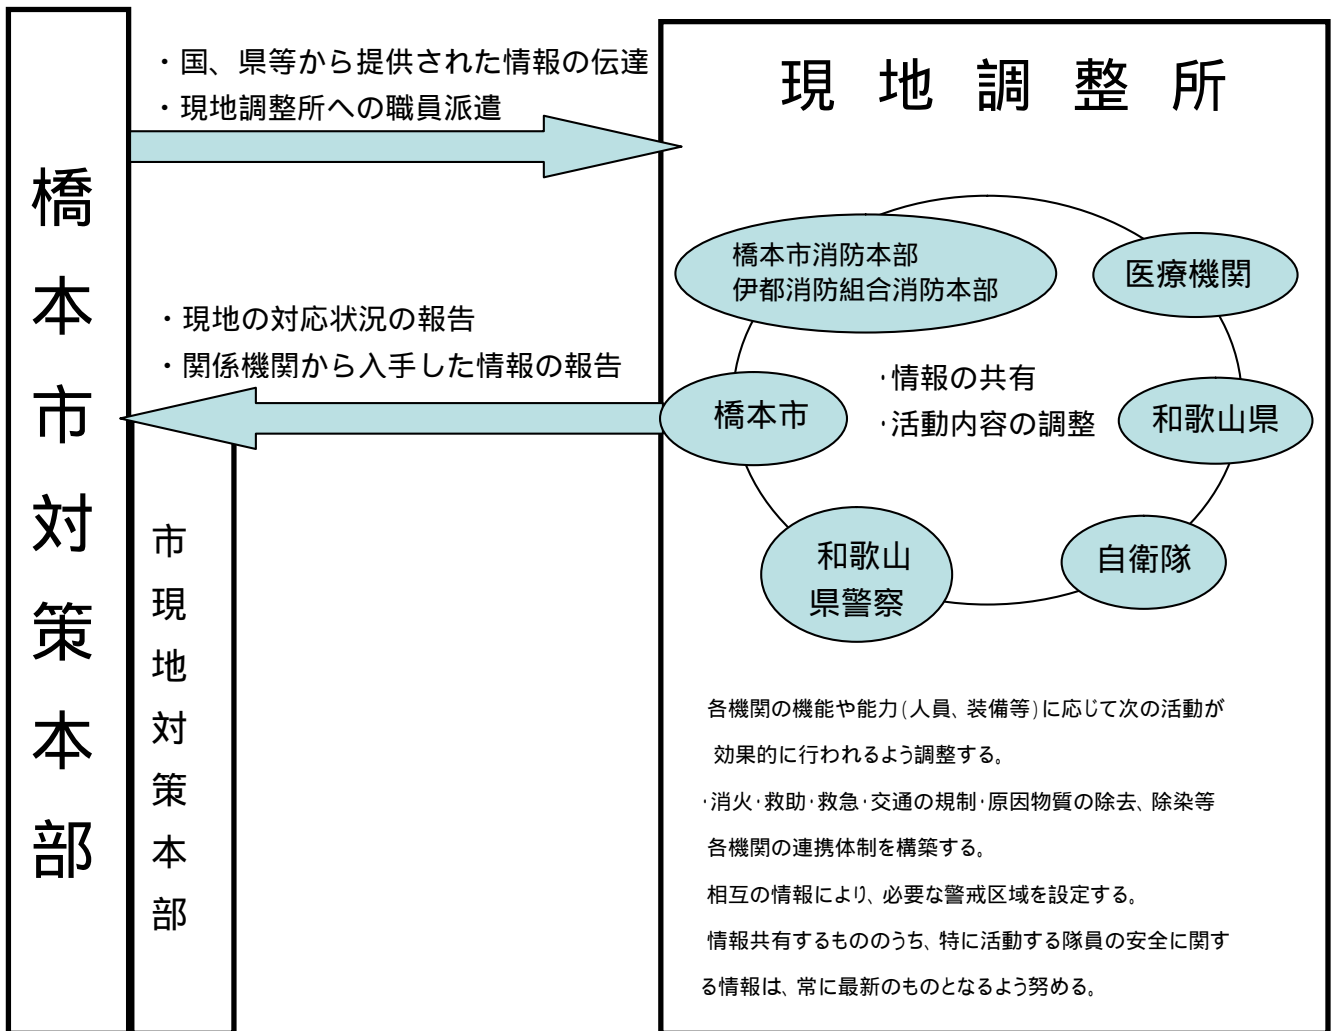 橋本市対策本部
・国、県等から提供された情報の伝達
・現地調整所への職員派遣
・現地の対応状況の報告
・関係機関から入手した情報の報告
市現地対策本部
現地調整所
橋本市消防本部
伊都消防組合消防本部
医療機関
・情報の共有
・活動内容の調整
橋本市
和歌山県
和歌山
県警察
自衛隊
各機関の機能や能力(人員、装備等)に応じて次の活動が
効果的に行われるよう調整する。
・消火・救助・救急・交通の規制・原因物質の除去、除染等
各機関の連携体制を構築する。
相互の情報により、必要な警戒区域を設定する。
情報共有するもののうち、特に活動する隊員の安全に関す
る情報は、常に最新のものとなるよう努める。